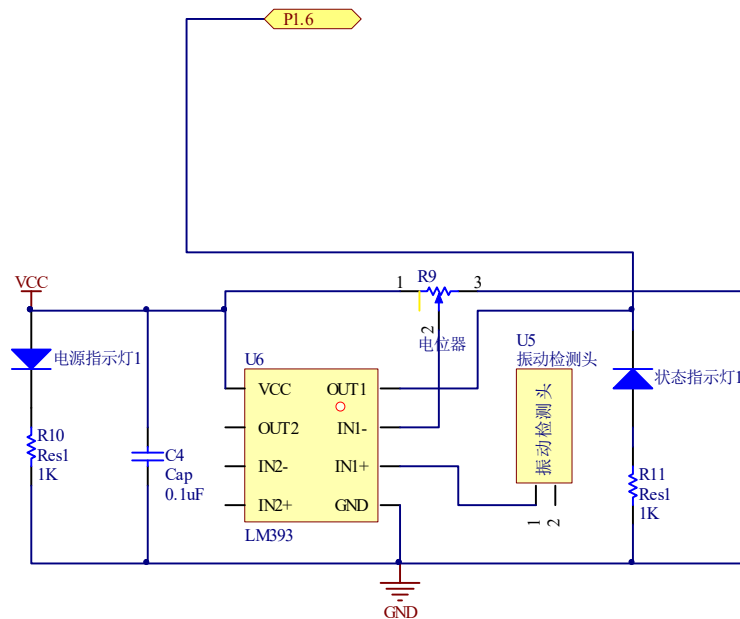 P1.6
VCC
1
R9
3
2
电位器
U5
振动检测头
振动检测头
1
2
电源指示灯1
状态指示灯1
U6
VCC
OUT1
OUT2
IN1-
IN2-
IN1+
IN2+
GND
LM393
R10
Res1
1K
C4
Cap
0.1uF
R11
Res1
1K
GND